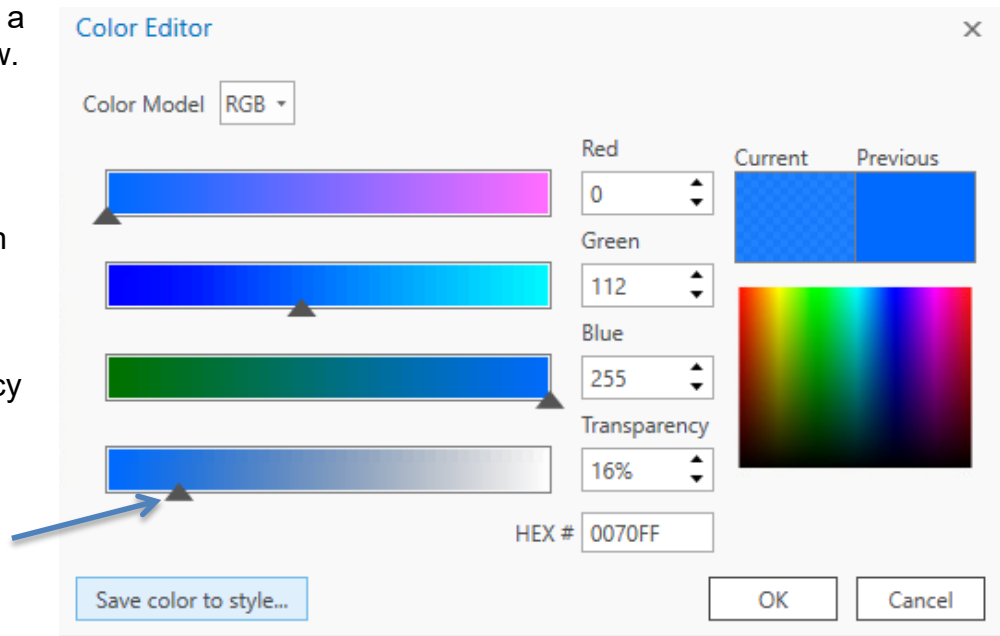 a
Color Editor
w.
Color Model RGB
Red
Current Previous
0
Green
112
Blue
255
Transparency
16%
HEX # 0070FF
Save color to style... OK Cancel